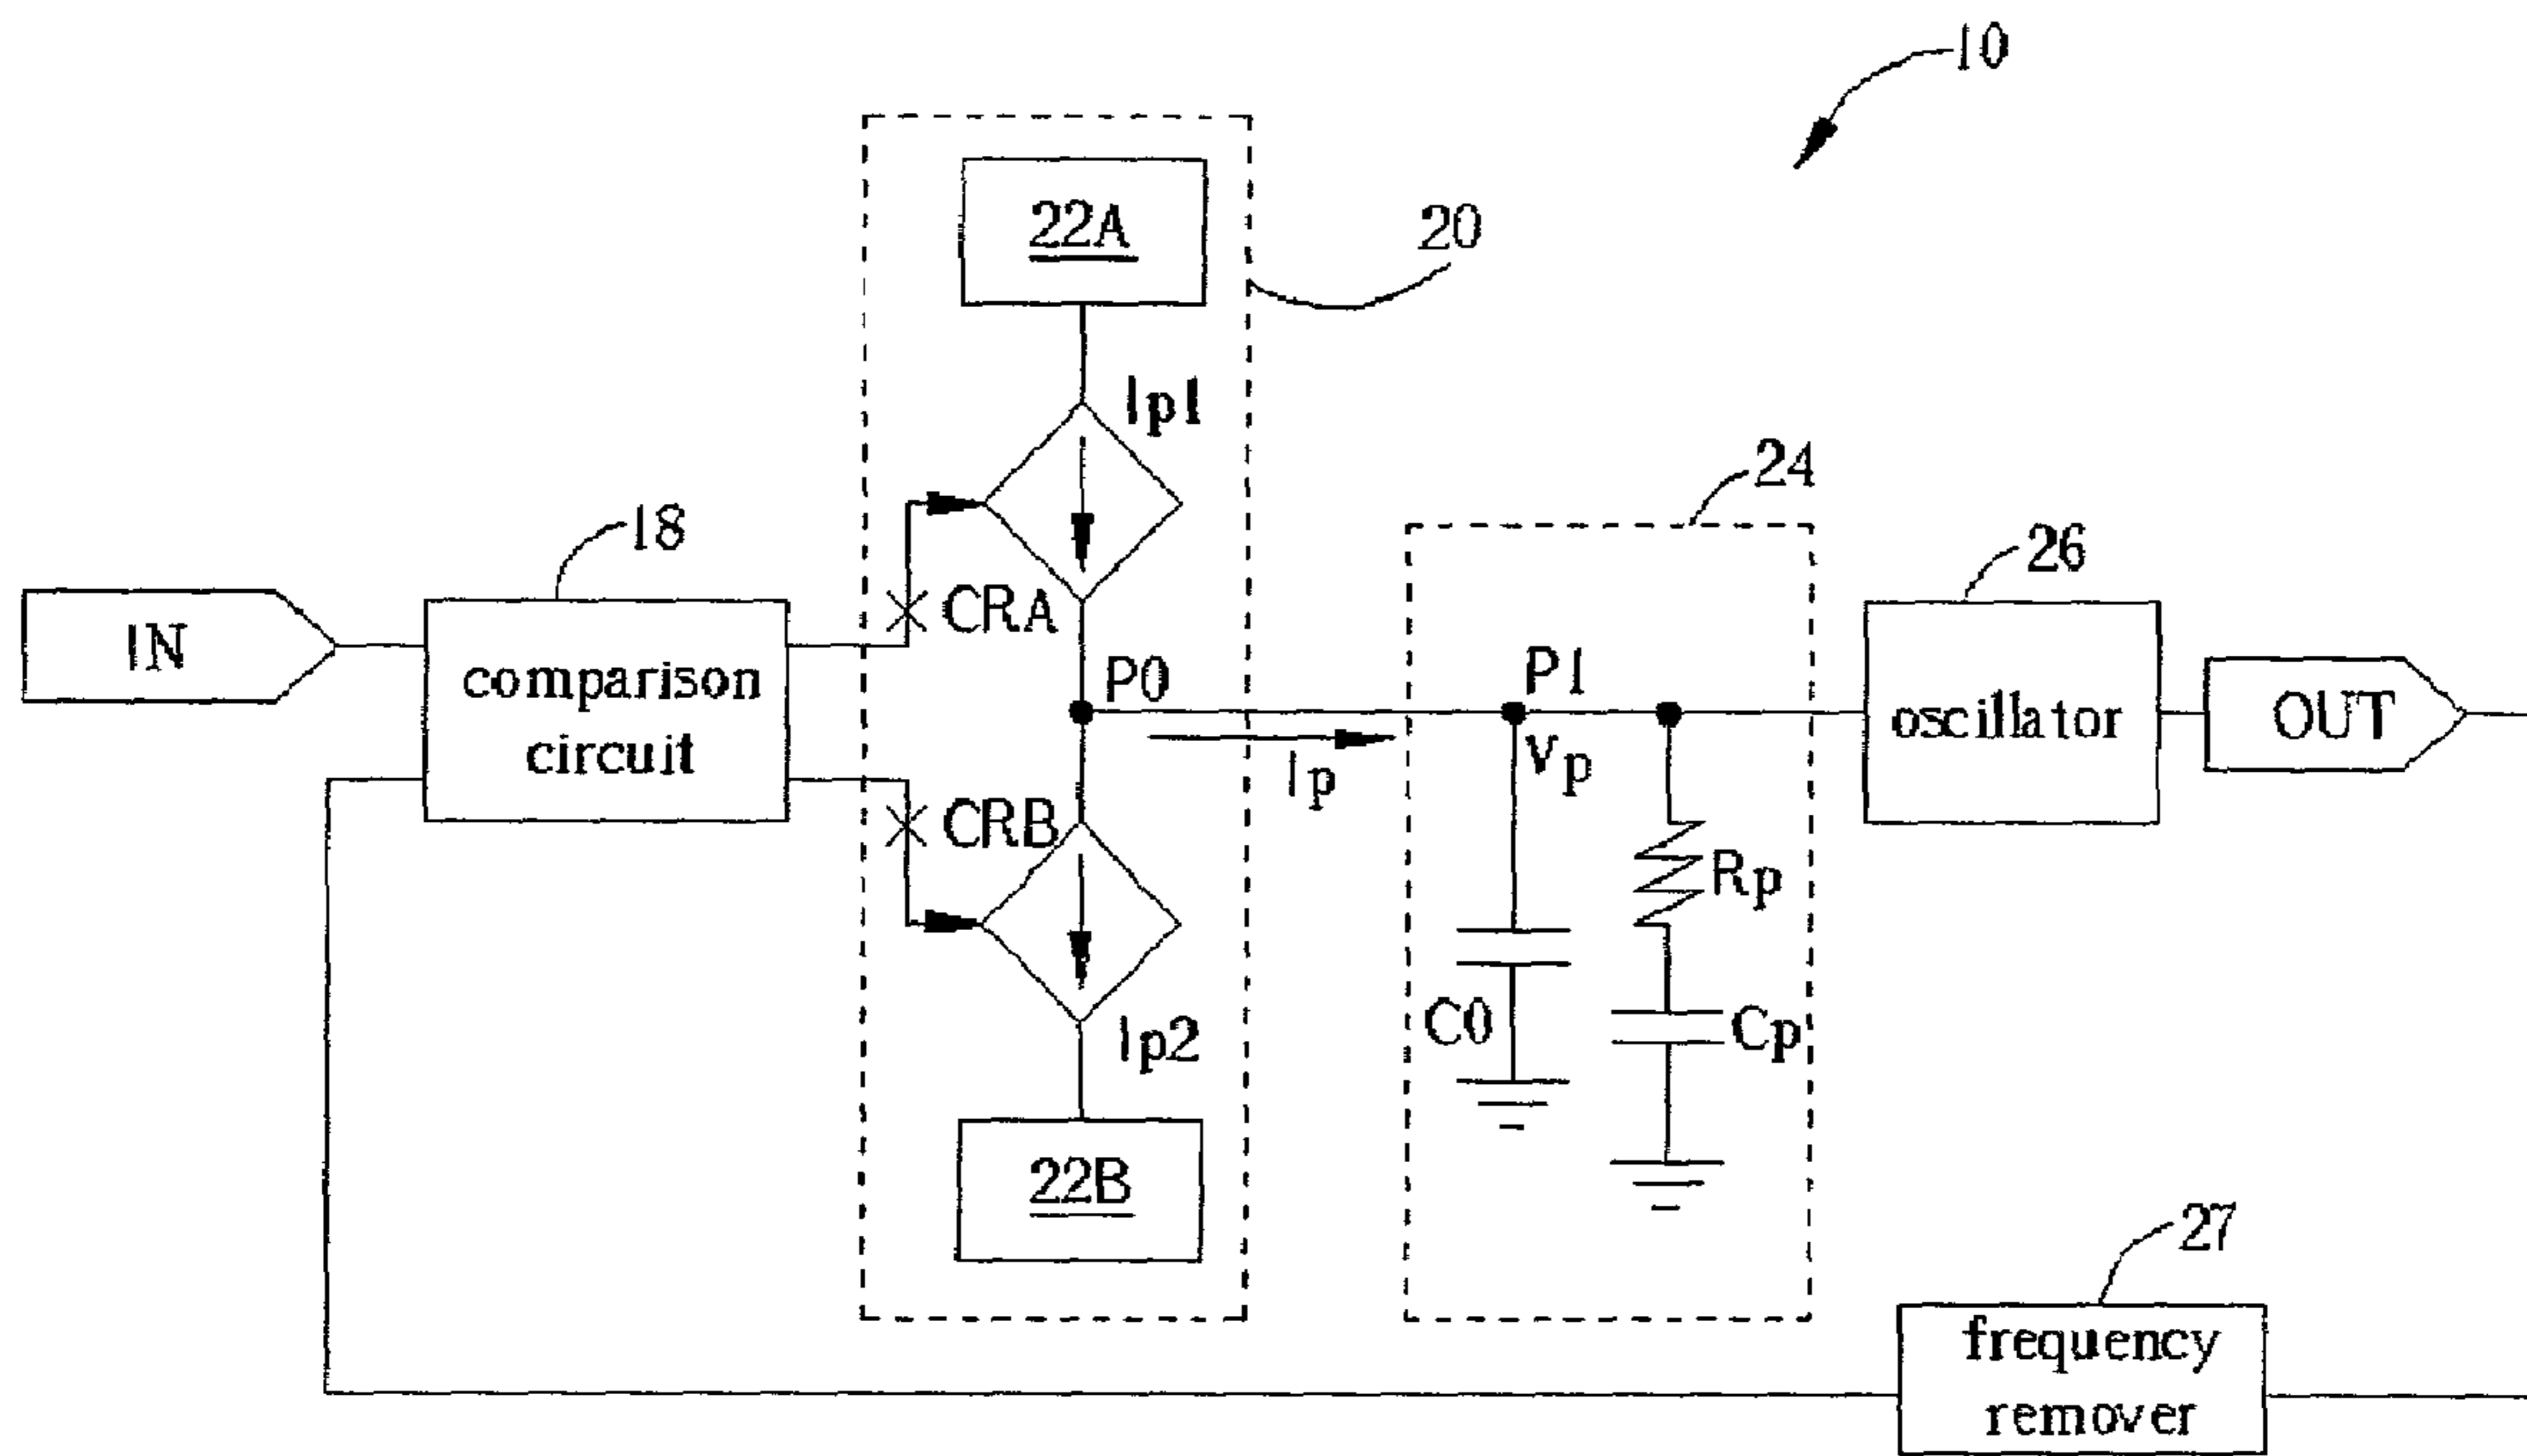 10
22A
20
Ip1
24
18
26
IN
comparison
circuit
CRA
P0
P1
oscillator
OUT
Ip
Vp
CRB
Rp
C0
Cp
Ip2
22B
27
frequency
remover